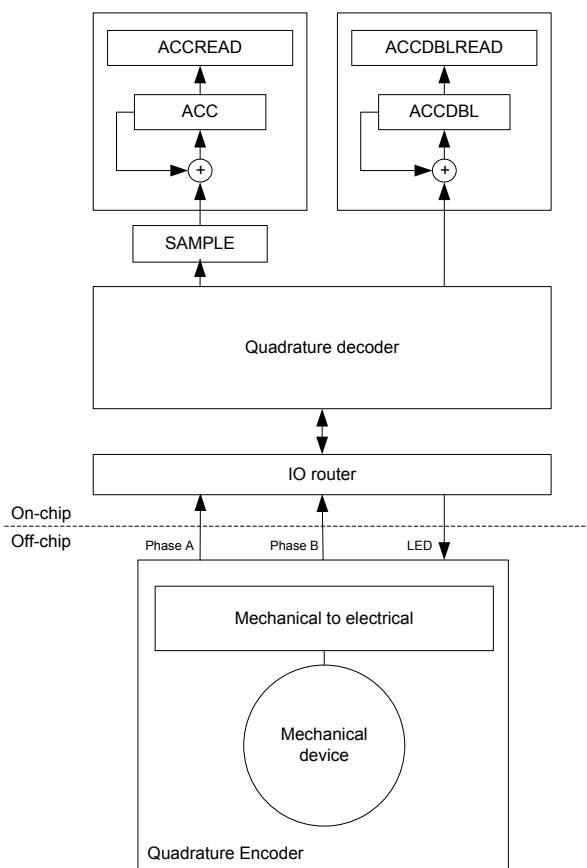 ACCREAD
ACCDBLREAD
ACC
ACCDBL
+
+
SAMPLE
Quadrature decoder
IO router
On-chip
Off-chip
Phase A
Phase B
LED
Mechanical to electrical
Mechanical
device
Quadrature Encoder